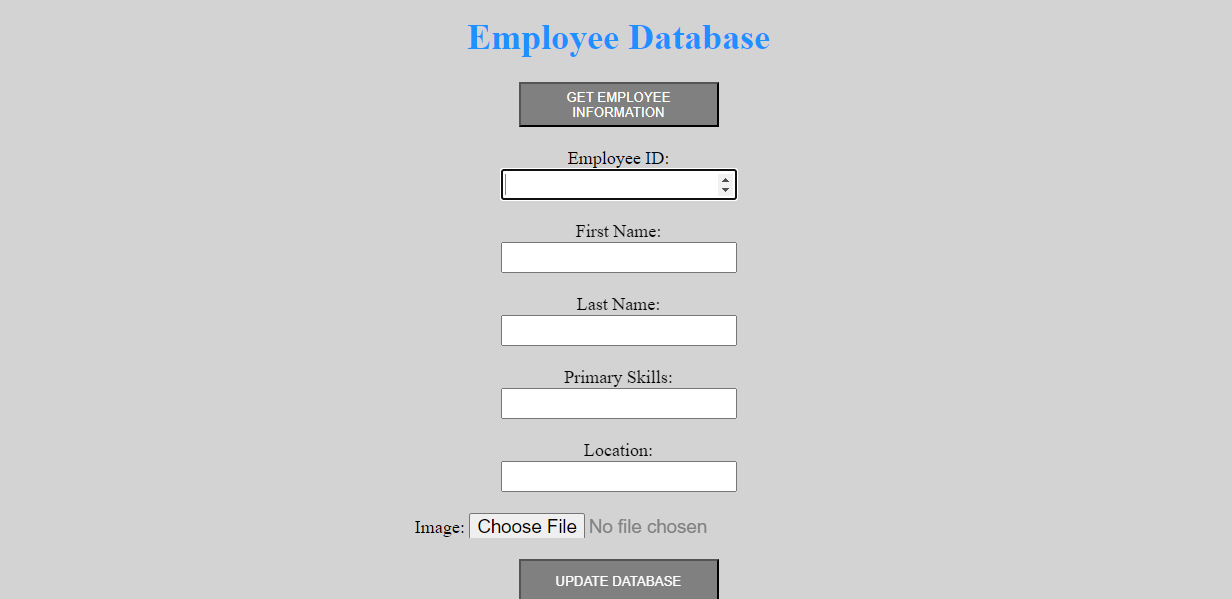 Employee Database
GET EMPLOYEE
INFORMATION
Employee ID:
First Name:
Last Name:
Primary Skills:
Location:
Image: Choose File No file chosen
UPDATE DATABASE